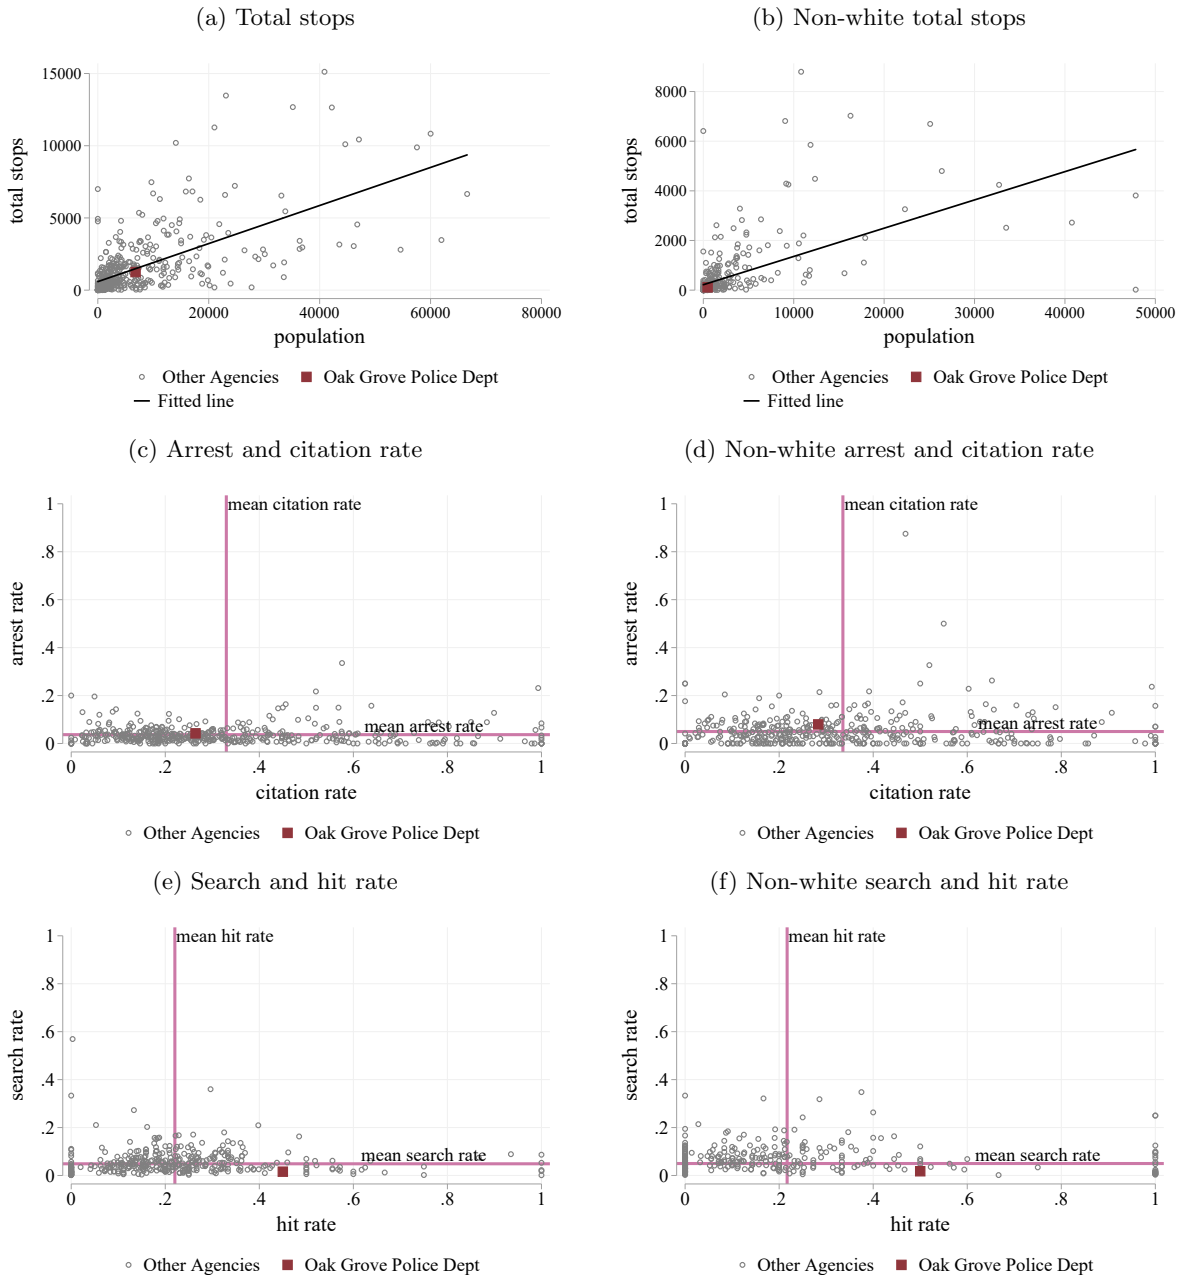 (a) Total stops
(b) Non-white total stops
total stops
15000
10000
5000
0
0
20000
40000
60000
80000
population
Other Agencies
Oak Grove Police Dept
Fitted line
total stops
8000
6000
4000
2000
0
0
10000
20000
30000
40000
50000
population
Other Agencies
Oak Grove Police Dept
Fitted line
(c) Arrest and citation rate
(d) Non-white arrest and citation rate
arrest rate
1
.8
.6
.4
.2
0
mean citation rate
mean arrest rate
0
.2
.4
.6
.8
1
citation rate
Other Agencies
Oak Grove Police Dept
arrest rate
1
.8
.6
.4
.2
0
mean citation rate
mean arrest rate
0
.2
.4
.6
.8
1
citation rate
Other Agencies
Oak Grove Police Dept
(e) Search and hit rate
(f) Non-white search and hit rate
search rate
1
.8
.6
.4
.2
0
mean hit rate
mean search rate
0
.2
.4
.6
.8
1
hit rate
Other Agencies
Oak Grove Police Dept
search rate
1
.8
.6
.4
.2
0
mean hit rate
mean search rate
0
.2
.4
.6
.8
1
hit rate
Other Agencies
Oak Grove Police Dept